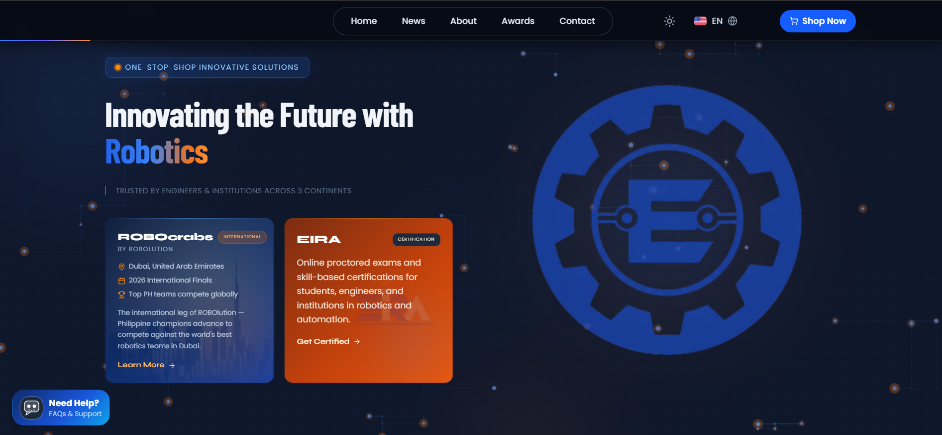 Home News About Awards Contact EN Shop Now
ONE STOP SHOP INNOVATIVE SOLUTIONS
Innovating the Future with
Robotics
TRUSTED BY ENGINEERS & INSTITUTIONS ACROSS 3 CONTINENTS
ROBOcrabs INTERNATIONAL
BY ROBOLUTION
Dubai, United Arab Emirates
2026 International Finals
Top PH teams compete globally
The international leg of ROBOlution —
Philippine champions advance to
compete against the world's best
robotics teams in Dubai.
Learn More →
EIRA CERTIFICATION
Online proctored exams and
skill-based certifications for
students, engineers, and
institutions in robotics and
automation.
Get Certified →
E
Need Help?
FAQs & Support